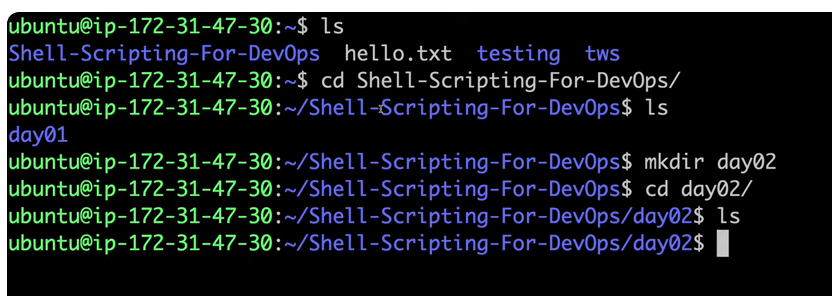 ubuntu@ip-172-31-47-30:~$ ls
Shell-Scripting-For-DevOps  hello.txt  testing  tws
ubuntu@ip-172-31-47-30:~$ cd Shell-Scripting-For-DevOps/
ubuntu@ip-172-31-47-30:~/Shell-Scripting-For-DevOps$ ls
day01
ubuntu@ip-172-31-47-30:~/Shell-Scripting-For-DevOps$ mkdir day02
ubuntu@ip-172-31-47-30:~/Shell-Scripting-For-DevOps$ cd day02/
ubuntu@ip-172-31-47-30:~/Shell-Scripting-For-DevOps/day02$ ls
ubuntu@ip-172-31-47-30:~/Shell-Scripting-For-DevOps/day02$